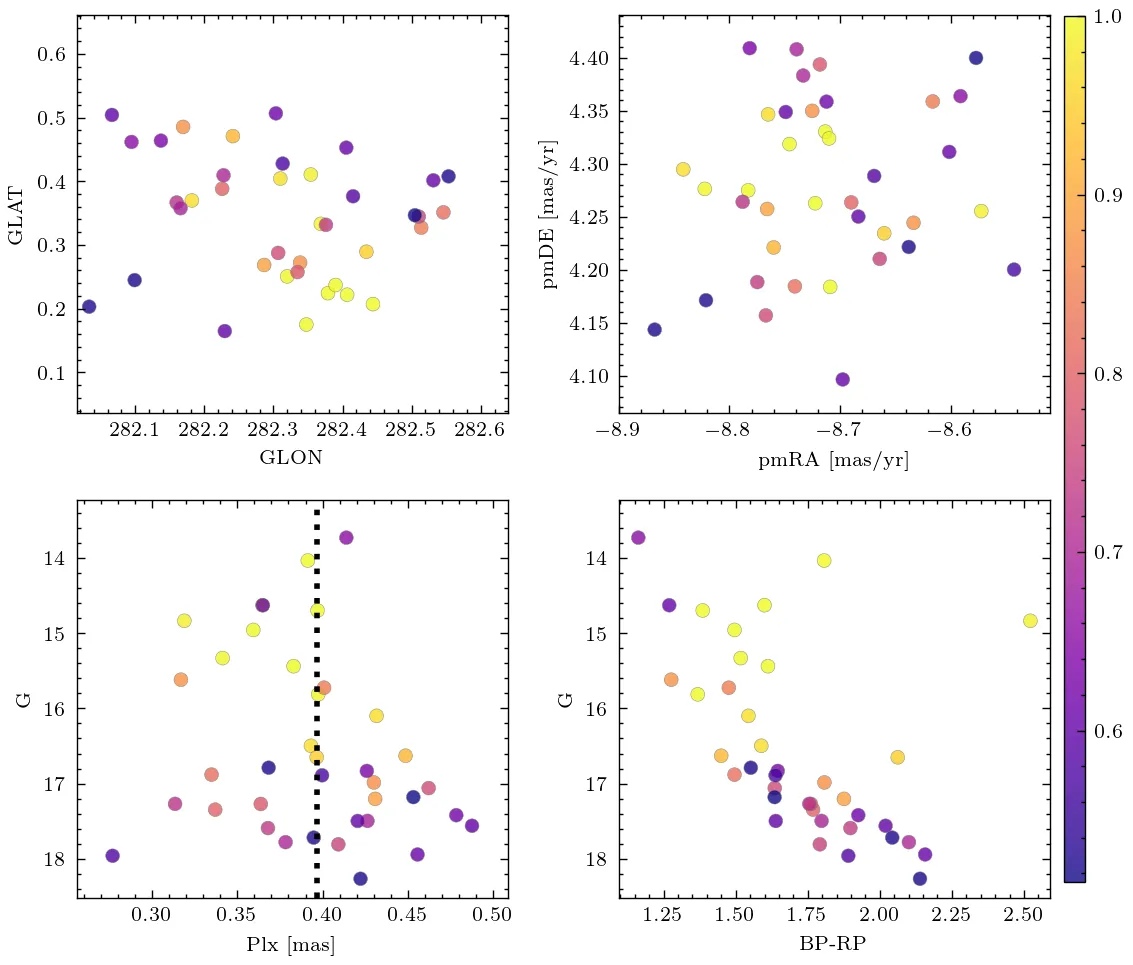 0.6
0.5
0.4
0.3
0.2
0.1
GLAT
282.1 282.2 282.3 282.4 282.5 282.6
GLON
4.40
4.35
4.30
4.25
4.20
4.15
4.10
pmDE [mas/yr]
−8.9 −8.8 −8.7 −8.6
pmRA [mas/yr]
14
15
16
17
18
G
0.30 0.35 0.40 0.45 0.50
Plx [mas]
14
15
16
17
18
G
1.25 1.50 1.75 2.00 2.25 2.50
BP-RP
1.0
0.9
0.8
0.7
0.6